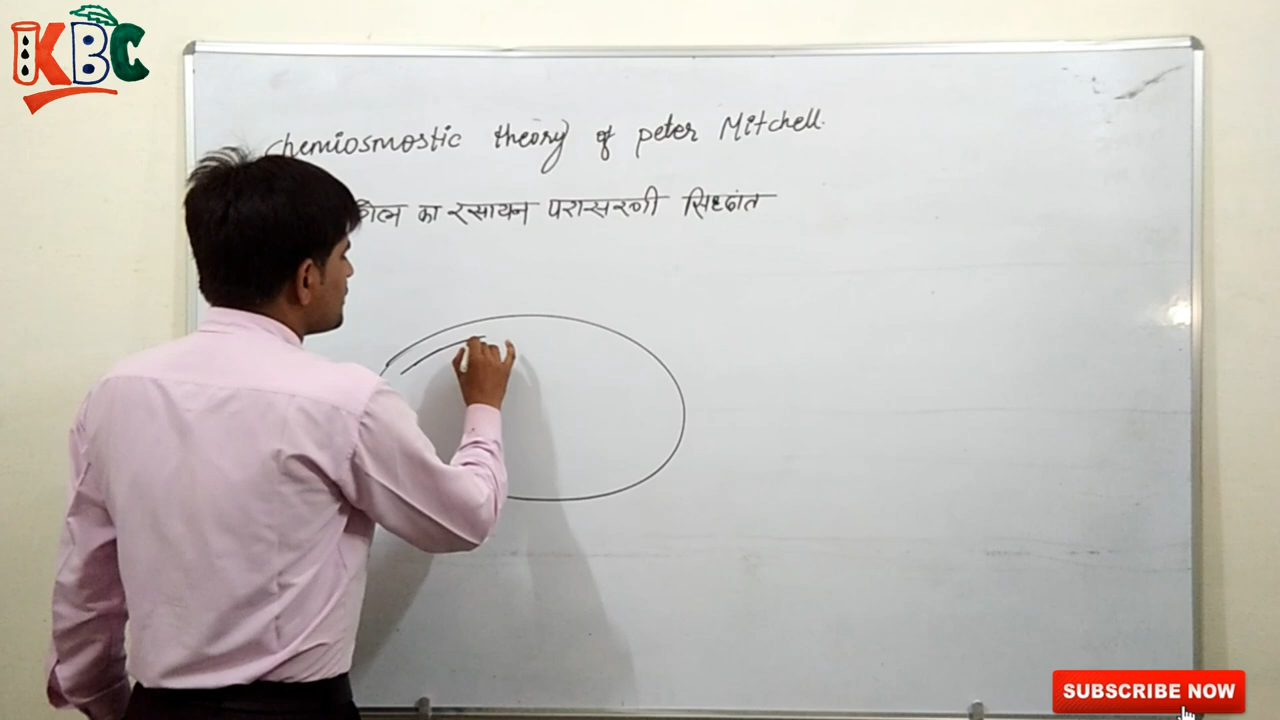 KBC
chemiosmostic theory of peter Mitchell.
का रसायन परासरणी सिद्धांत
SUBSCRIBE NOW